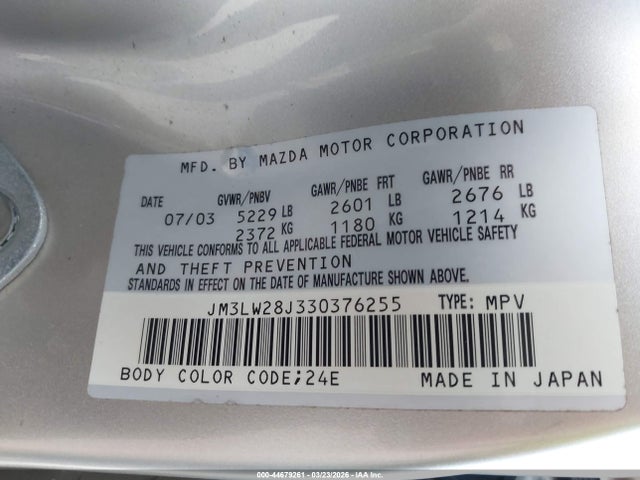 MFD. BY MAZDA MOTOR CORPORATION
DATE GVWR/PNBV GAWR/PNBE FRT GAWR/PNBE RR
07/03 5229 LB 2601 LB 2676 LB
2372 KG 1180 KG 1214 KG
THIS VEHICLE CONFORMS TO ALL APPLICABLE FEDERAL MOTOR VEHICLE SAFETY
AND THEFT PREVENTION
STANDARDS IN EFFECT ON THE DATE OF MANUFACTURE SHOWN ABOVE.
JM3LW28J330376255 TYPE: MPV
BODY COLOR CODE;24E MADE IN JAPAN
000-44679261 - 03/23/2026 - IAA Inc.